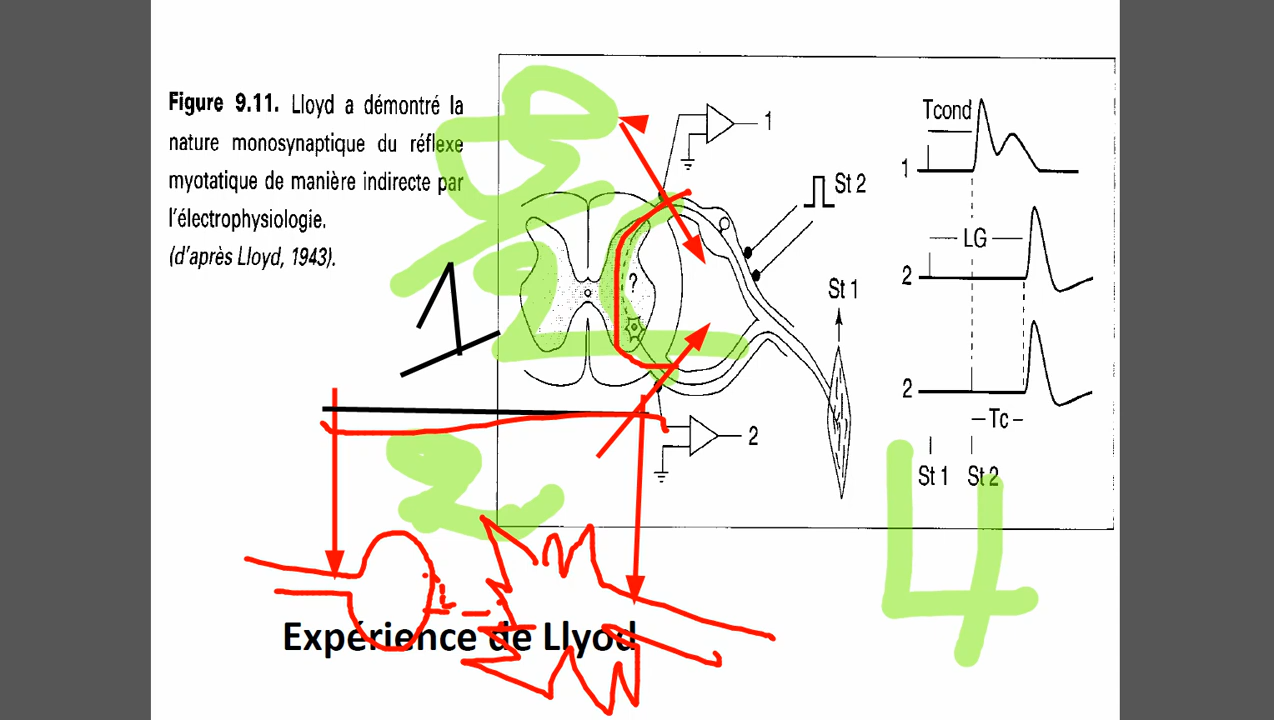 Figure 9.11. Lloyd a démontré la
nature monosynaptique du réflexe
myotatique de manière indirecte par
l'électrophysiologie.
(d'après Lloyd, 1943).
1
St 2
?
St 1
2
Tcond
1
LG
2
2
Tc
St 1
St 2
1
2
4
Expérience de Llyod